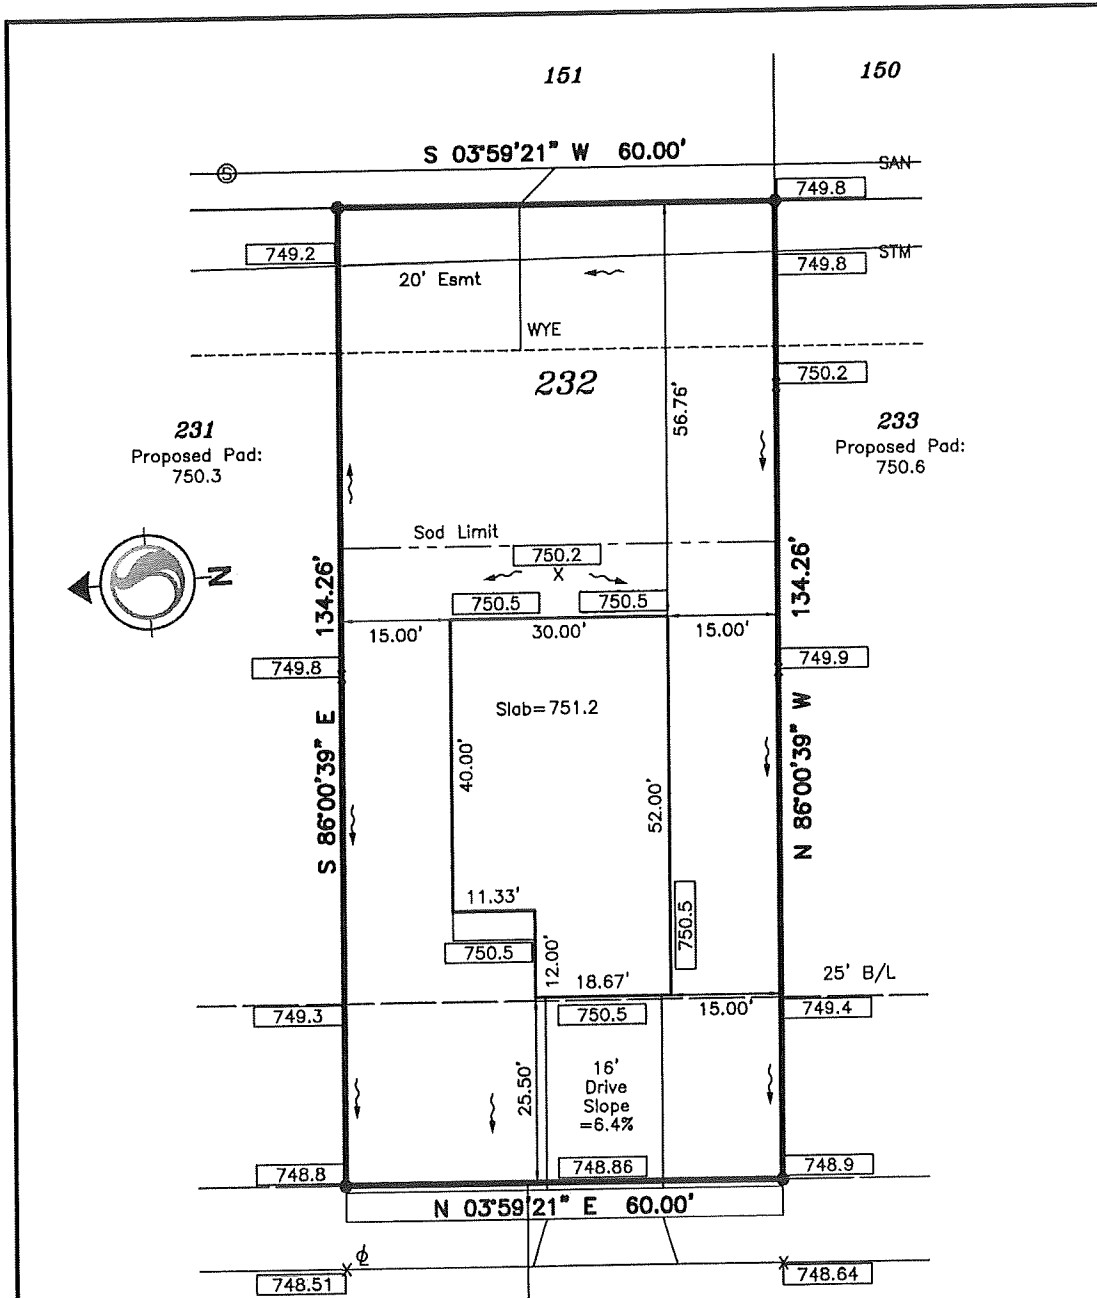 151
150
S 03°59'21" W 60.00'
SAN
S
749.8
749.2
STM
749.8
20' Esmt
WYE
750.2
232
56.76'
231
Proposed Pad:
750.3
233
Proposed Pad:
750.6
Sod Limit
750.2
X
N
134.26'
134.26'
750.5
750.5
15.00'
30.00'
15.00'
749.8
749.9
Slab=751.2
S 86°00'39" E
N 86°00'39" W
40.00'
52.00'
11.33'
750.5
750.5
12.00'
18.67'
25' B/L
749.3
750.5
15.00'
749.4
25.50'
16'
Drive
Slope
=6.4%
748.8
748.86
748.9
N 03°59'21" E 60.00'
748.51
748.64